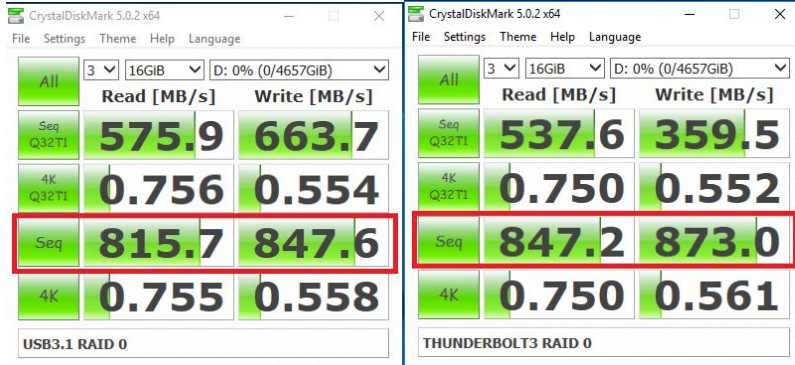 CrystalDiskMark 5.0.2 x64
File Settings Theme Help Language
All 3 16GiB D: 0% (0/4657GiB)
Read [MB/s] Write [MB/s]
Seq Q32T1 575.9 663.7
4K Q32T1 0.756 0.554
Seq 815.7 847.6
4K 0.755 0.558
USB3.1 RAID 0
CrystalDiskMark 5.0.2 x64
File Settings Theme Help Language
All 3 16GiB D: 0% (0/4657GiB)
Read [MB/s] Write [MB/s]
Seq Q32T1 537.6 359.5
4K Q32T1 0.750 0.552
Seq 847.2 873.0
4K 0.750 0.561
THUNDERBOLT3 RAID 0